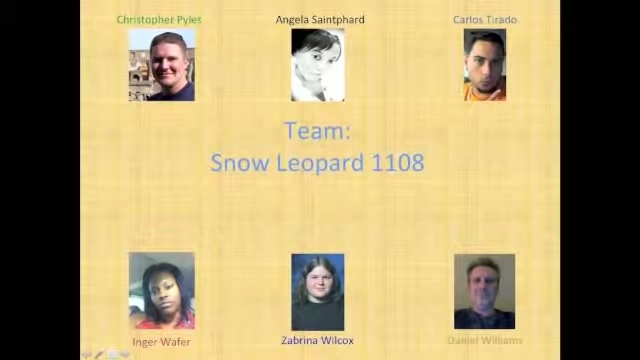 Christopher Pyles
Angela Saintphard
Carlos Tirado
Team:
Snow Leopard 1108
Inger Wafer
Zabrina Wilcox
Daniel Williams